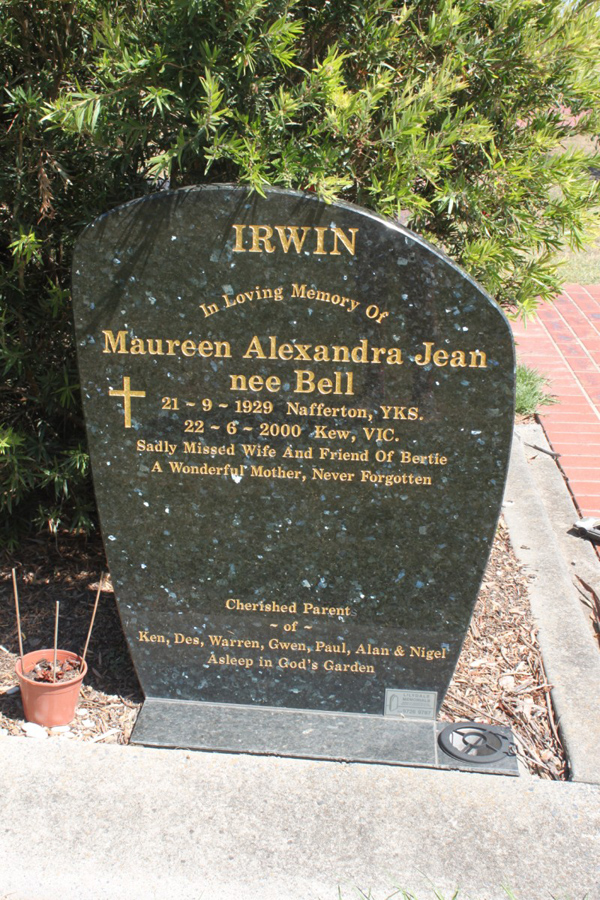 IRWIN
In Loving Memory Of
Maureen Alexandra Jean
nee Bell
21 ~ 9 ~ 1929 Nafferton, YKS.
22 ~ 6 ~ 2000 Kew, VIC.
Sadly Missed Wife And Friend Of Bertie
A Wonderful Mother, Never Forgotten
Cherished Parent
~ of ~
Ken, Des, Warren, Gwen, Paul, Alan & Nigel
Asleep in God's Garden